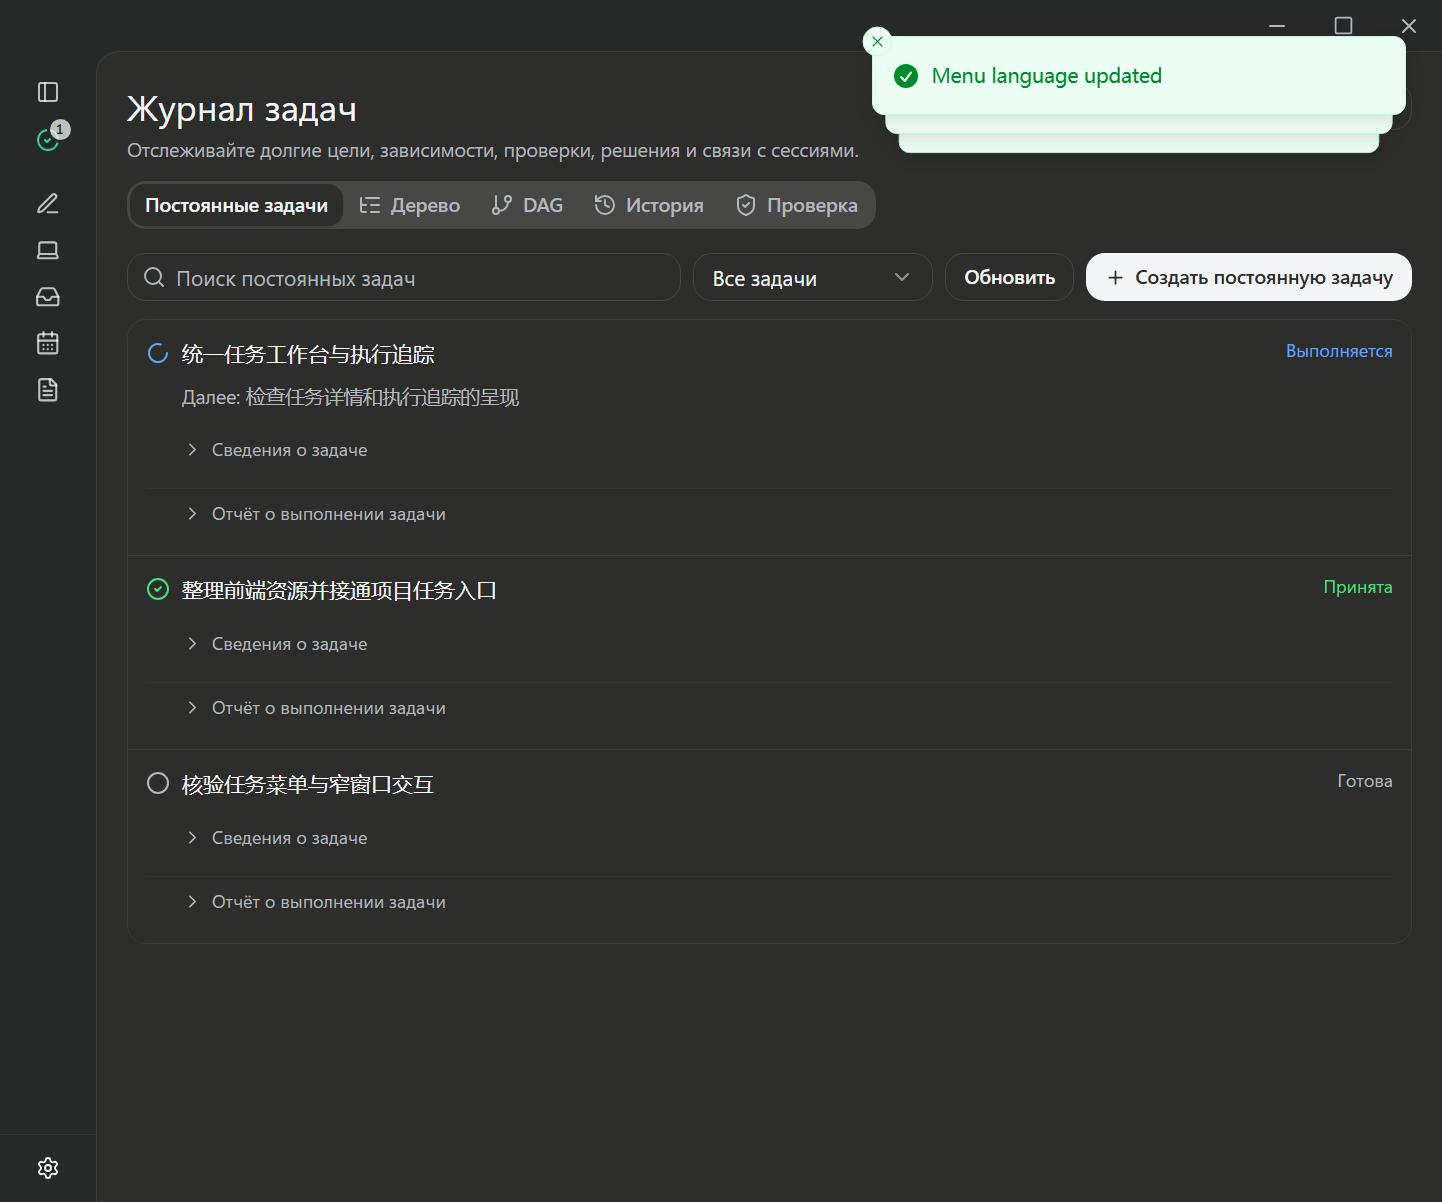 Menu language updated
1
Журнал задач
Отслеживайте долгие цели, зависимости, проверки, решения и связи с сессиями.
Постоянные задачи Дерево DAG История Проверка
Поиск постоянных задач Все задачи Обновить + Создать постоянную задачу
统一任务工作台与执行追踪 Выполняется
Далее: 检查任务详情和执行追踪的呈现
Сведения о задаче
Отчёт о выполнении задачи
整理前端资源并接通项目任务入口 Принята
Сведения о задаче
Отчёт о выполнении задачи
核验任务菜单与窄窗口交互 Готова
Сведения о задаче
Отчёт о выполнении задачи